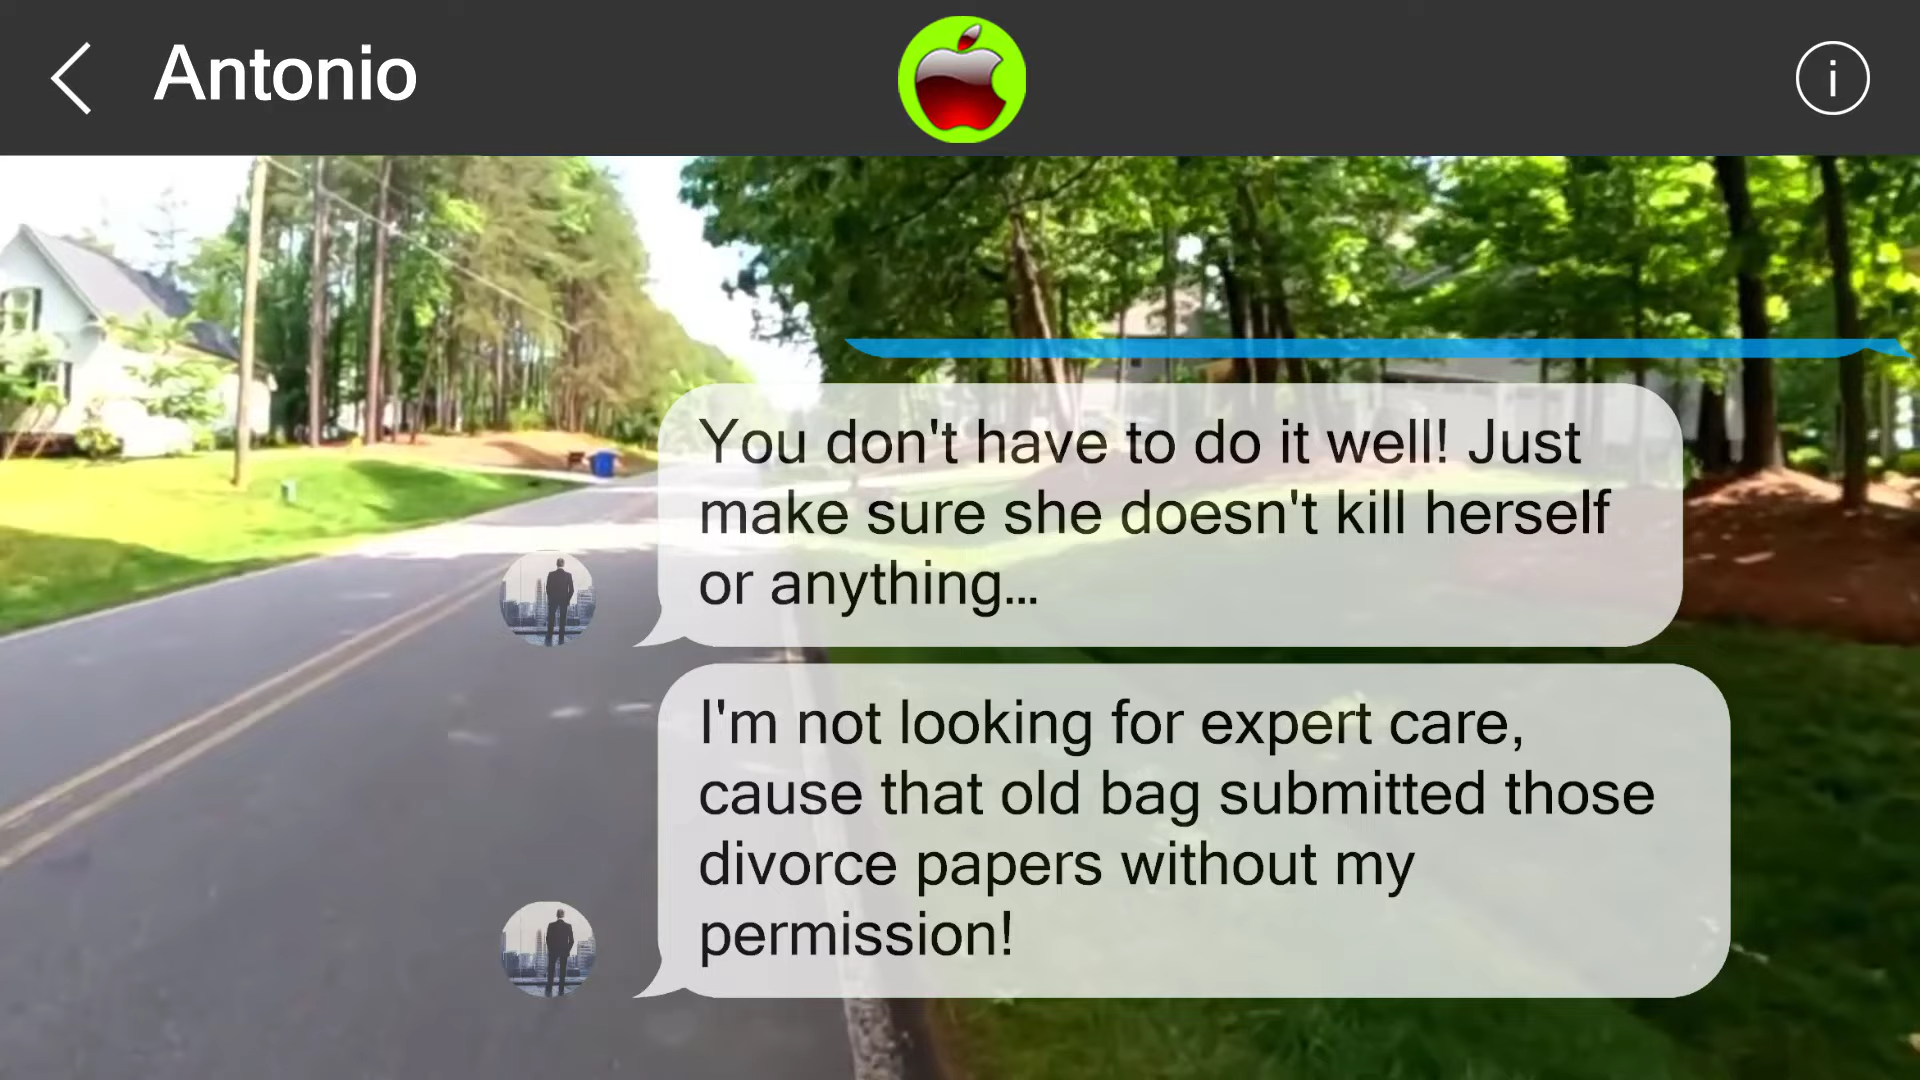 Antonio
i
You don't have to do it well! Just
make sure she doesn't kill herself
or anything...
I'm not looking for expert care,
cause that old bag submitted those
divorce papers without my
permission!